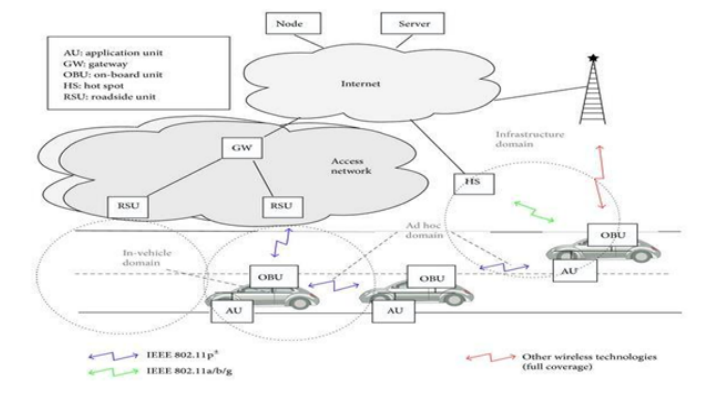 Node
Server
AU: application unit
GW: gateway
OBU: on-board unit
HS: hot spot
RSU: roadside unit
Internet
Infrastructure
domain
GW
Access
network
HS
RSU
RSU
Ad hoc
domain
OBU
In-vehicle
domain
OBU
OBU
AU
AU
AU
IEEE 802.11p*
IEEE 802.11a/b/g
Other wireless technologies
(full coverage)